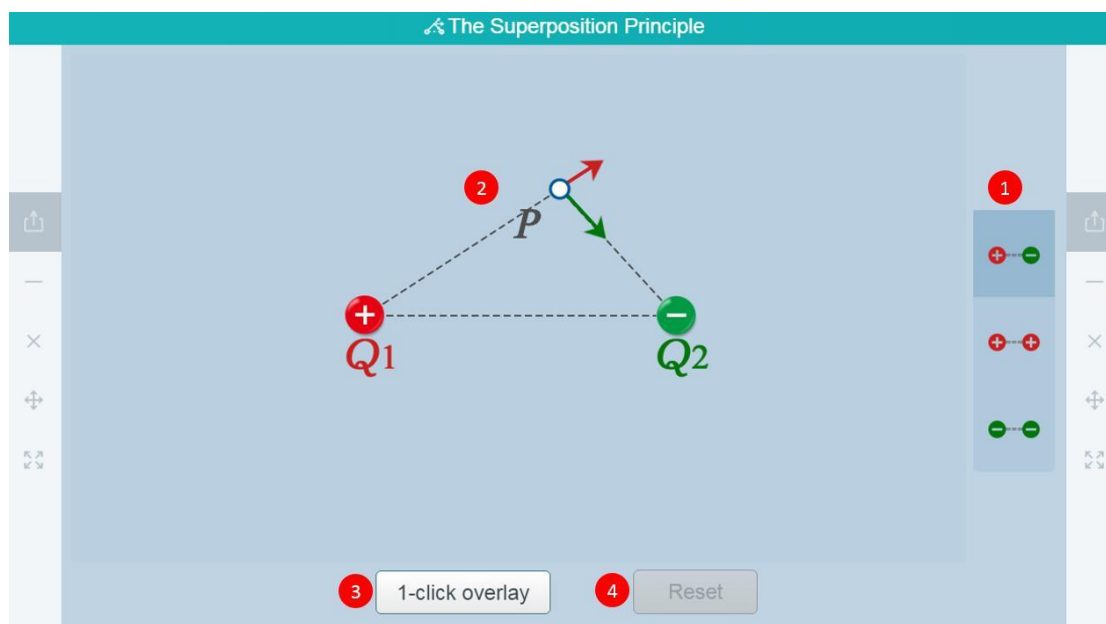 The Superposition Principle
2
1
P
Q1
Q2
3
1-click overlay
4
Reset